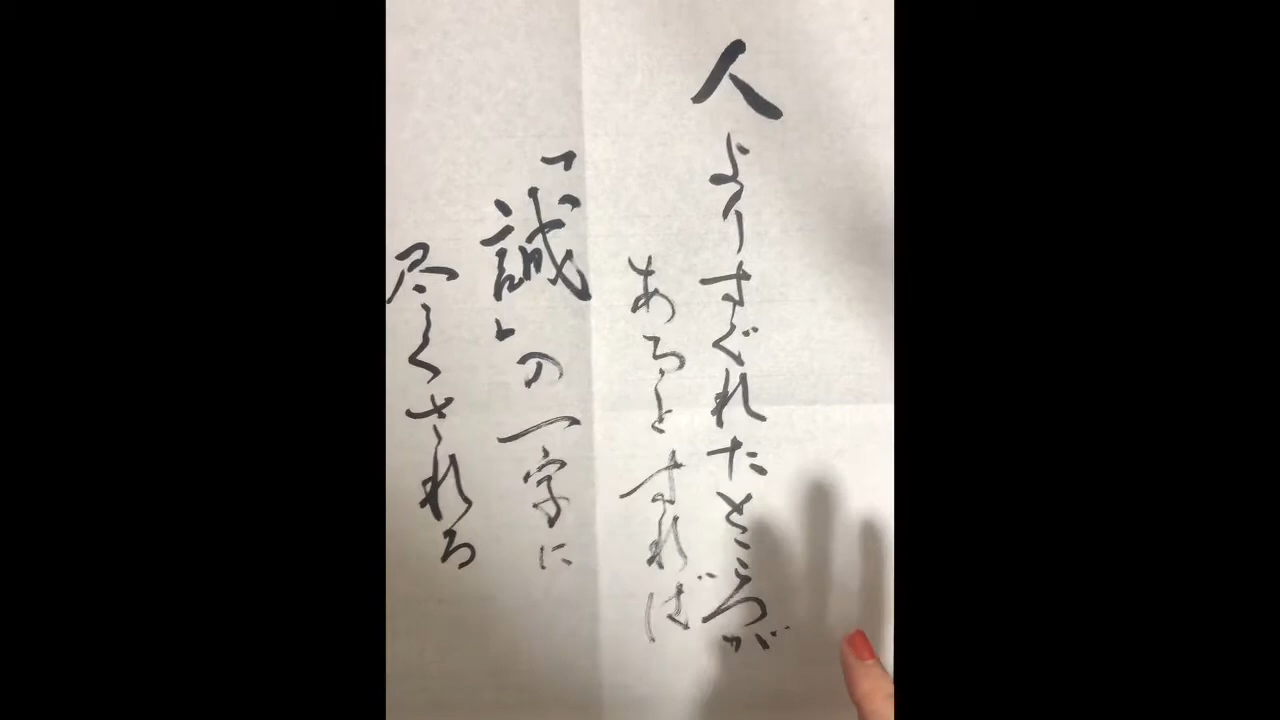 人よりすぐれたところが
あるとすれば
「誠」の一字に
尽くされる